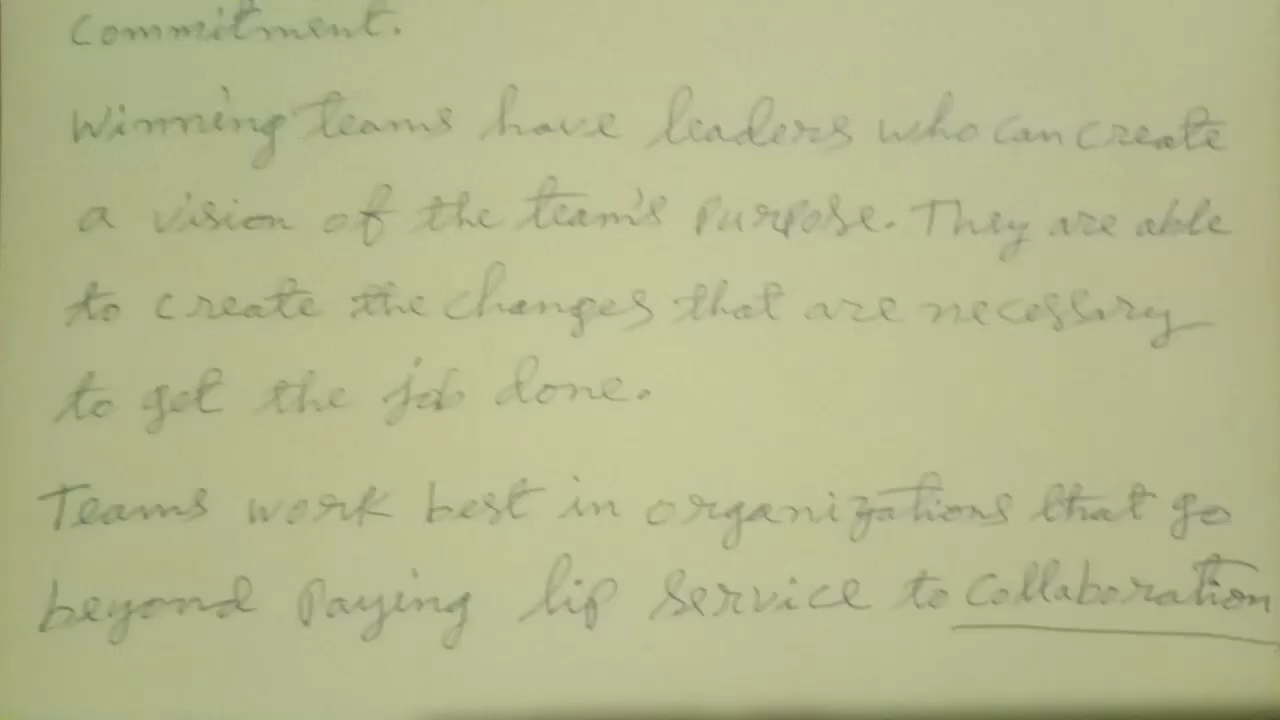 commitment.
Winning teams have leaders who can create
a vision of the team's purpose. They are able
to create the changes that are necessary
to get the job done.
Teams work best in organizations that go
beyond paying lip service to collaboration